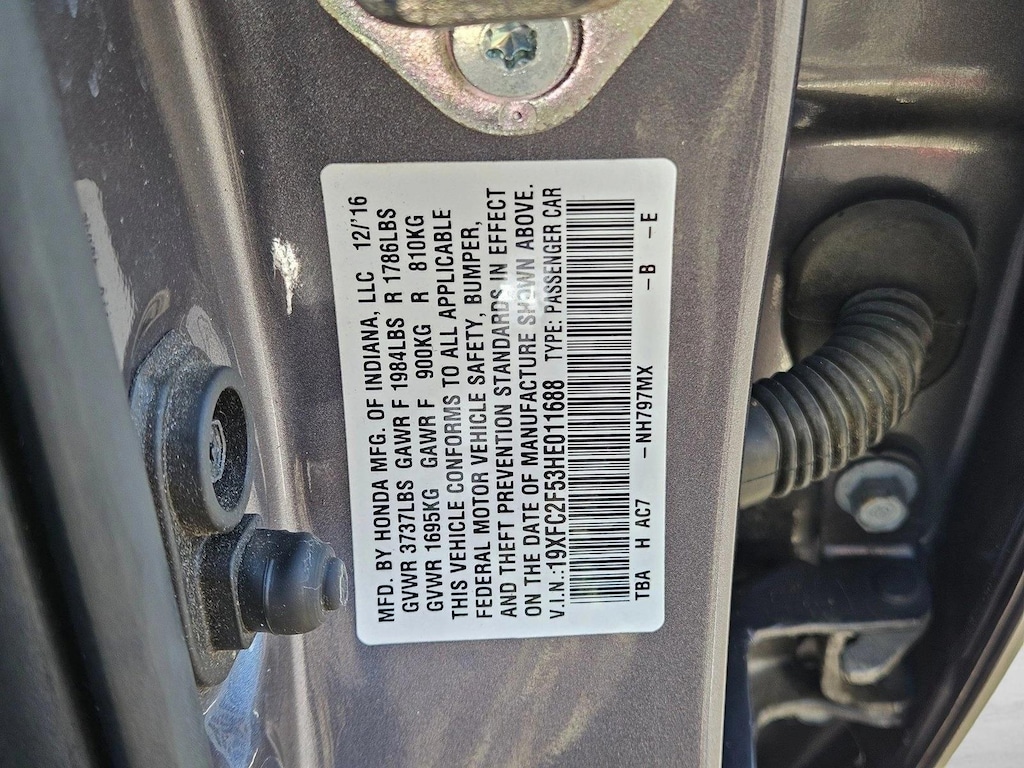 MFD. BY HONDA MFG. OF INDIANA, LLC 12/'16
GVWR 3737LBS GAWR F 1984LBS R 1786LBS
GVWR 1695KG GAWR F 900KG R 810KG
THIS VEHICLE CONFORMS TO ALL APPLICABLE
FEDERAL MOTOR VEHICLE SAFETY, BUMPER,
AND THEFT PREVENTION STANDARDS IN EFFECT
ON THE DATE OF MANUFACTURE SHOWN ABOVE.
V.I.N.:19XFC2F53HE011688 TYPE: PASSENGER CAR
TBA H AC7 -NH797MX -B -E